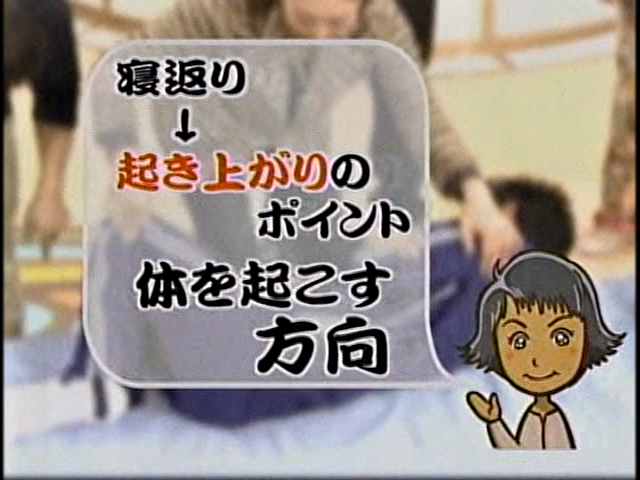 寝返り
↓
起き上がりの
ポイント
体を起こす
方向